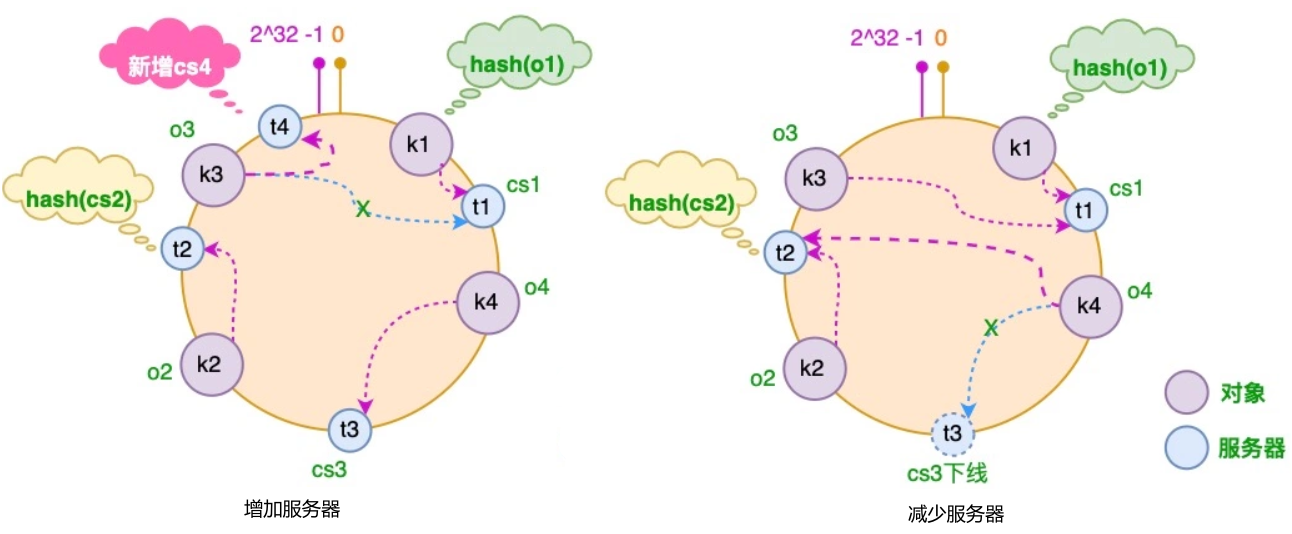 2^32 -1 0
新增cs4
hash(o1)
t4
o3
k1
k3
cs1
hash(cs2)
X
t1
t2
k4
o4
k2
o2
t3
cs3
增加服务器
2^32 -1 0
hash(o1)
o3
k1
k3
cs1
hash(cs2)
t1
t2
k4
o4
X
k2
o2
t3
cs3下线
减少服务器
对象
服务器